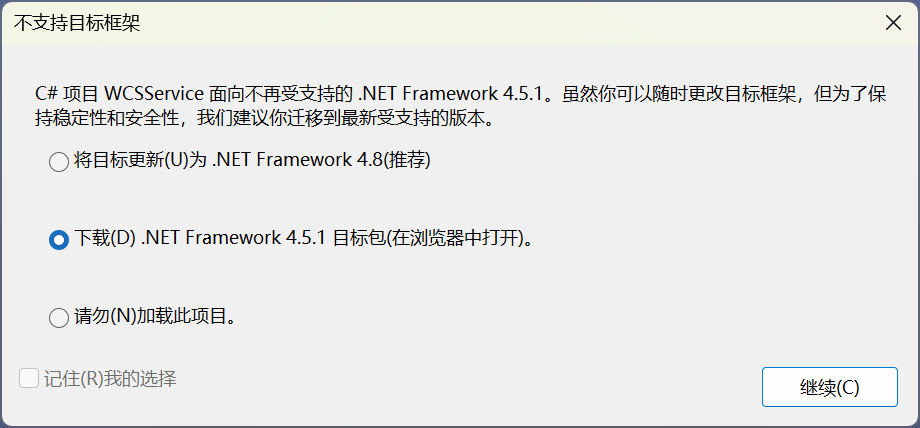 不支持目标框架
C# 项目 WCSService 面向不再受支持的 .NET Framework 4.5.1。虽然你可以随时更改目标框架，但为了保
持稳定性和安全性，我们建议你迁移到最新受支持的版本。
将目标更新(U)为 .NET Framework 4.8(推荐)
下载(D) .NET Framework 4.5.1 目标包(在浏览器中打开)。
请勿(N)加载此项目。
记住(R)我的选择
继续(C)